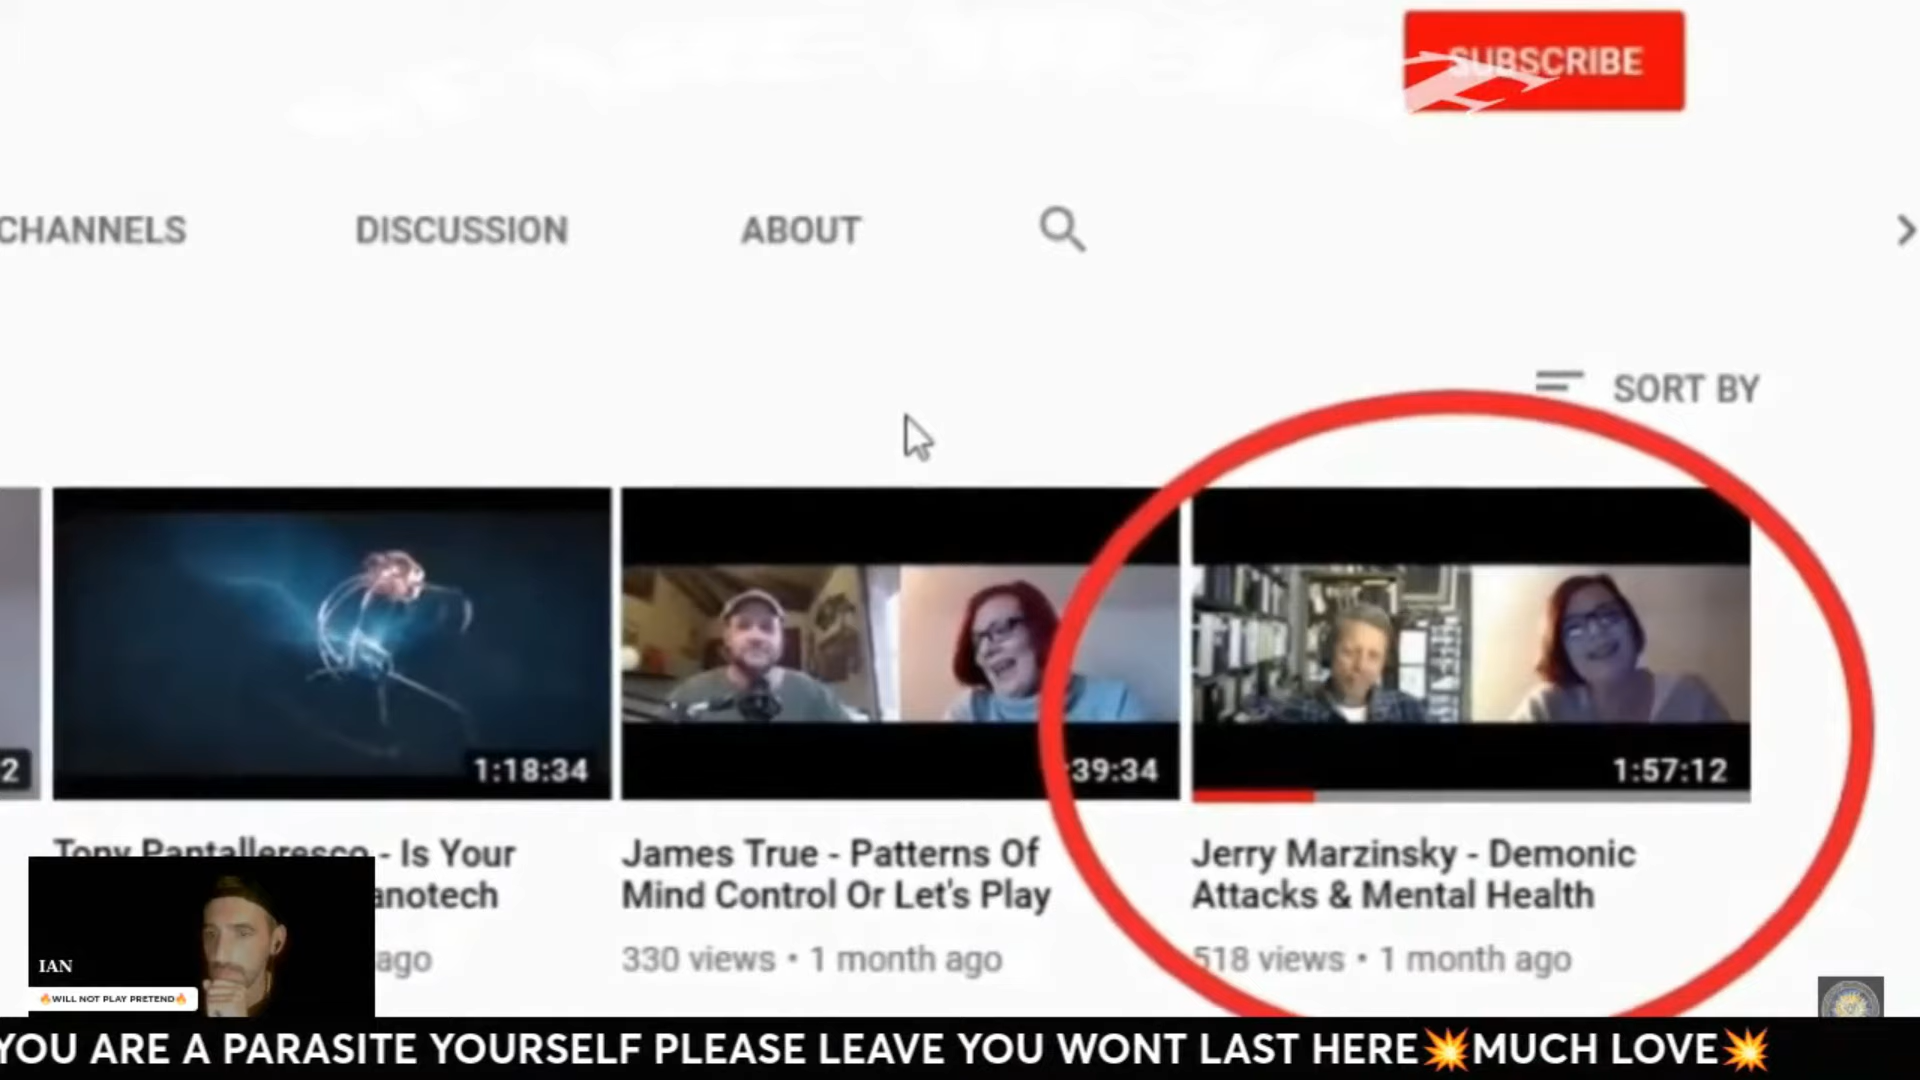 SUBSCRIBE
CHANNELS
DISCUSSION
ABOUT
SORT BY
2
1:18:34
39:34
1:57:12
Tony Pantalleresco - Is Your
anotech
ago
James True - Patterns Of
Mind Control Or Let's Play
330 views • 1 month ago
Jerry Marzinsky - Demonic
Attacks & Mental Health
518 views • 1 month ago
IAN
🔥WILL NOT PLAY PRETEND🔥
YOU ARE A PARASITE YOURSELF PLEASE LEAVE YOU WONT LAST HERE💥MUCH LOVE💥